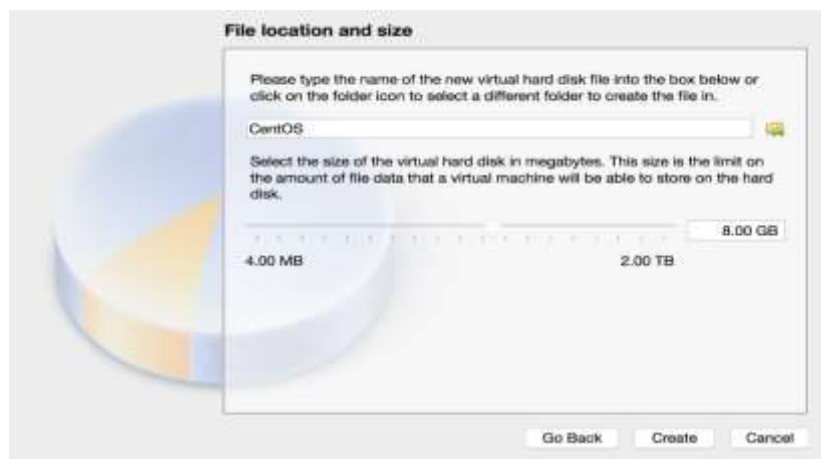 File location and size
Please type the name of the new virtual hard disk file into the box below or
click on the folder icon to select a different folder to create the file in.
CentOS
Select the size of the virtual hard disk in megabytes. This size is the limit on
the amount of file data that a virtual machine will be able to store on the hard
disk.
8.00 GB
4.00 MB 2.00 TB
Go Back Create Cancel